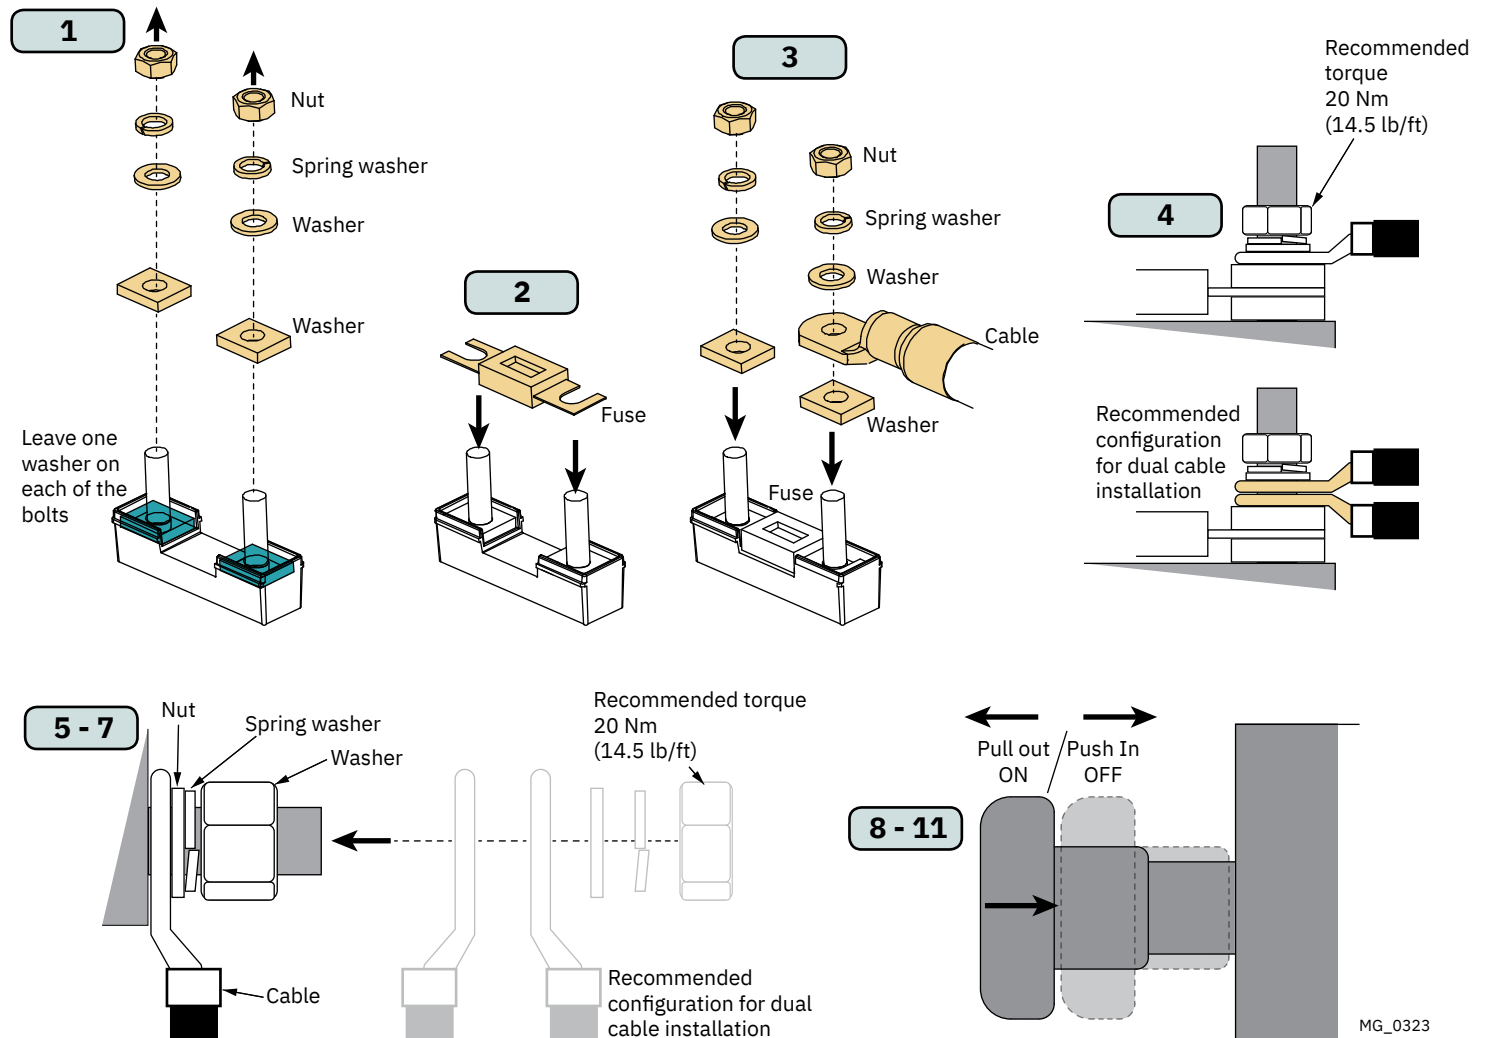 1
Nut
Spring washer
Washer
Washer
Leave one
washer on
each of the
bolts
2
Fuse
3
Nut
Spring washer
Washer
Cable
Washer
Fuse
4
Recommended
torque
20 Nm
(14.5 lb/ft)
Recommended
configuration
for dual cable
installation
5 - 7
Nut
Spring washer
Washer
Cable
Recommended torque
20 Nm
(14.5 lb/ft)
Recommended
configuration for dual
cable installation
8 - 11
Pull out
ON
Push In
OFF
MG_0323